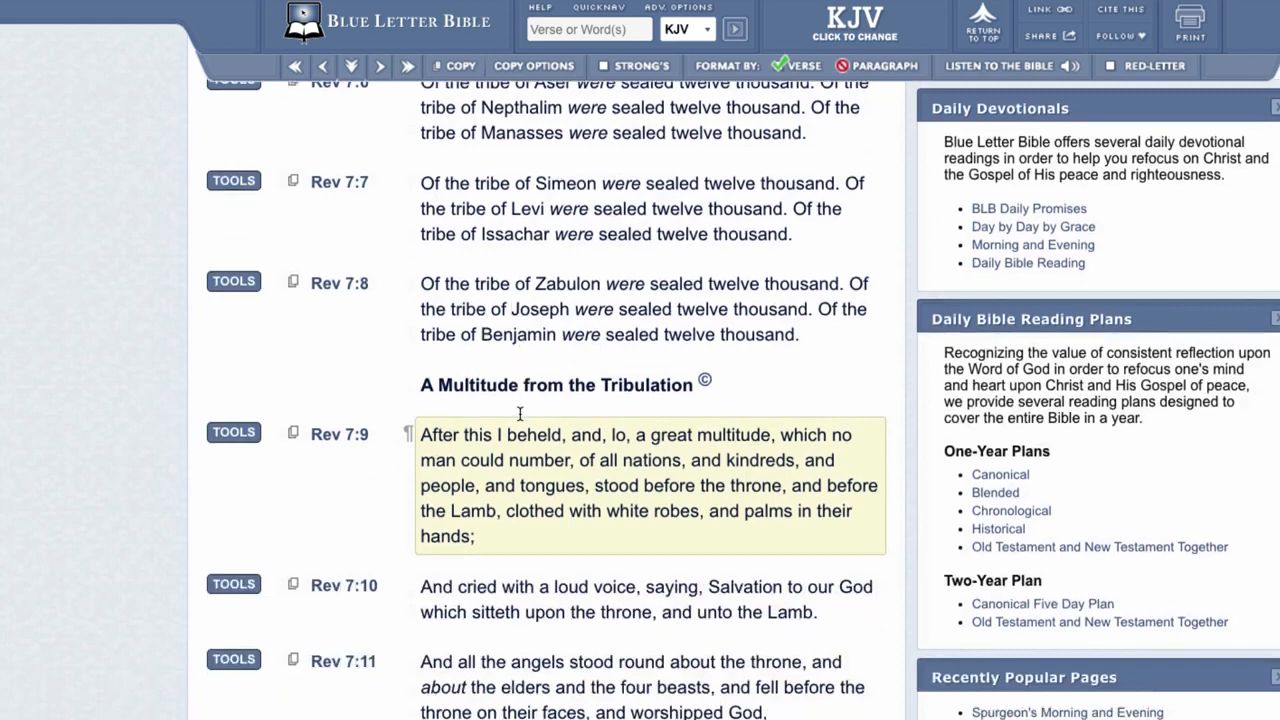 HELP QUICKNAV ADV. OPTIONS
BLUE LETTER BIBLE
Verse or Word(s)
KJV
KJV
CLICK TO CHANGE
RETURN
TO TOP
LINK
CITE THIS
SHARE
FOLLOW
PRINT
COPY
COPY OPTIONS
STRONG'S
FORMAT BY:
VERSE
PARAGRAPH
LISTEN TO THE BIBLE
RED-LETTER
TOOLS Rev 7:6 Of the tribe of Aser were sealed twelve thousand. Of the
tribe of Nepthalim were sealed twelve thousand. Of the
tribe of Manasses were sealed twelve thousand.
TOOLS Rev 7:7 Of the tribe of Simeon were sealed twelve thousand. Of
the tribe of Levi were sealed twelve thousand. Of the
tribe of Issachar were sealed twelve thousand.
TOOLS Rev 7:8 Of the tribe of Zabulon were sealed twelve thousand. Of
the tribe of Joseph were sealed twelve thousand. Of the
tribe of Benjamin were sealed twelve thousand.
A Multitude from the Tribulation ©
TOOLS Rev 7:9 ¶ After this I beheld, and, lo, a great multitude, which no
man could number, of all nations, and kindreds, and
people, and tongues, stood before the throne, and before
the Lamb, clothed with white robes, and palms in their
hands;
TOOLS Rev 7:10 And cried with a loud voice, saying, Salvation to our God
which sitteth upon the throne, and unto the Lamb.
TOOLS Rev 7:11 And all the angels stood round about the throne, and
about the elders and the four beasts, and fell before the
throne on their faces, and worshipped God,
Daily Devotionals
Blue Letter Bible offers several daily devotional
readings in order to help you refocus on Christ and
the Gospel of His peace and righteousness.
• BLB Daily Promises
• Day by Day by Grace
• Morning and Evening
• Daily Bible Reading
Daily Bible Reading Plans
Recognizing the value of consistent reflection upon
the Word of God in order to refocus one's mind
and heart upon Christ and His Gospel of peace,
we provide several reading plans designed to
cover the entire Bible in a year.
One-Year Plans
• Canonical
• Blended
• Chronological
• Historical
• Old Testament and New Testament Together
Two-Year Plan
• Canonical Five Day Plan
• Old Testament and New Testament Together
Recently Popular Pages
• Spurgeon's Morning and Evening